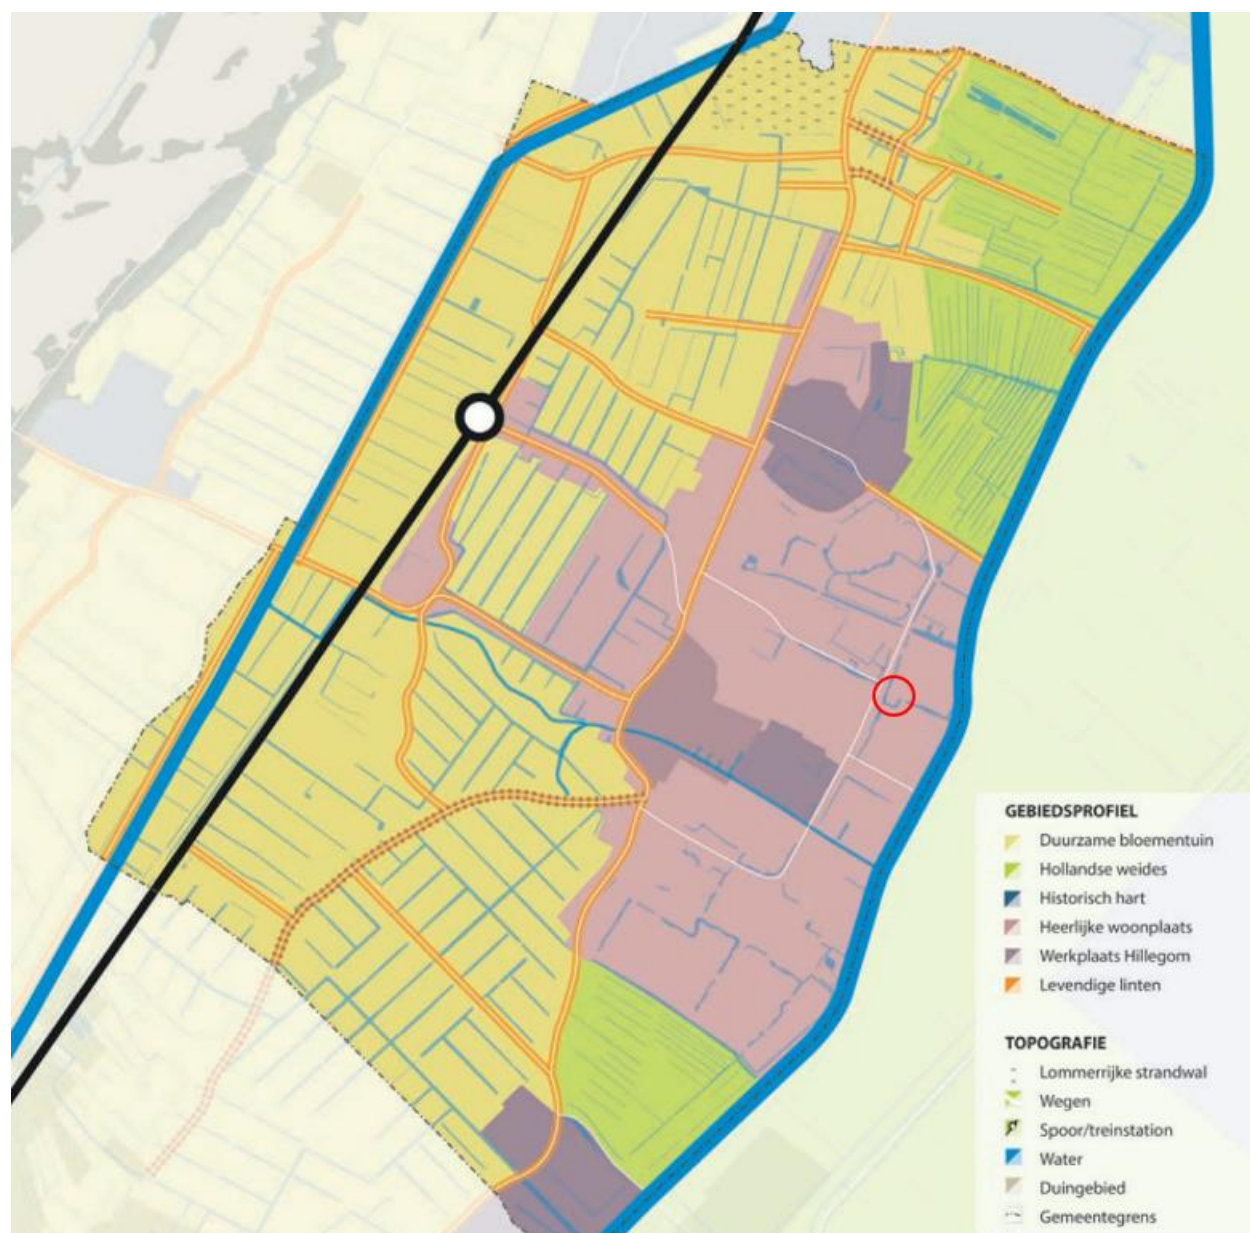 GEBIEDSPROFIEL
Duurzame bloementuin
Hollandse weides
Historisch hart
Heerlijke woonplaats
Werkplaats Hillegom
Levendige linten
TOPOGRAFIE
Lommerrijke strandwal
Wegen
Spoor/treinstation
Water
Duingebied
Gemeentegrens